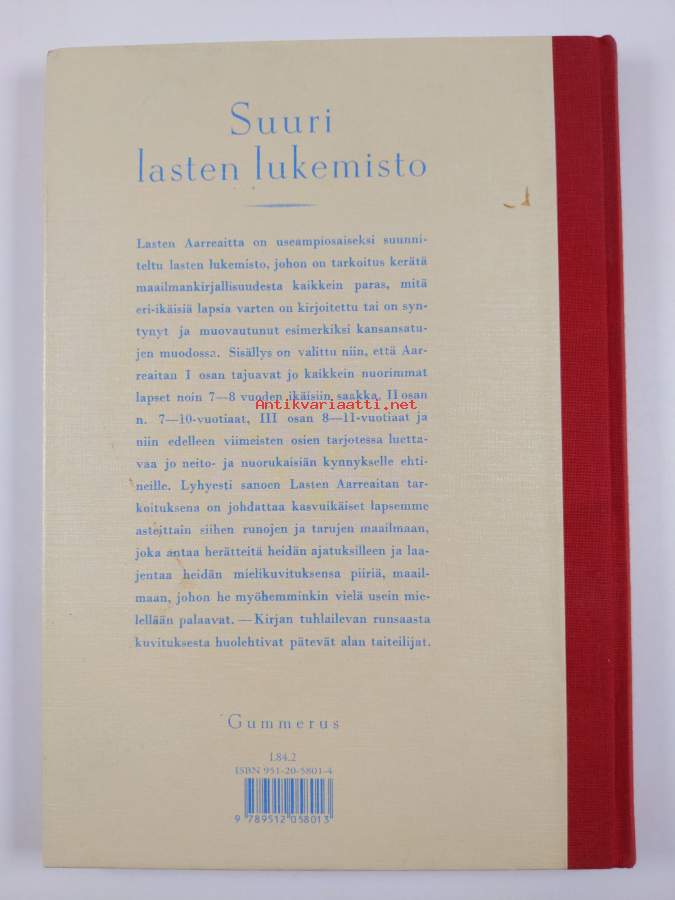 Suuri
lasten lukemisto
Lasten Aarreaitta on useampiosaiseksi suunni-
teltu lasten lukemisto, johon on tarkoitus kerätä
maailmankirjallisuudesta kaikkein paras, mitä
eri-ikäisiä lapsia varten on kirjoitettu tai on syn-
tynyt ja muovautunut esimerkiksi kansansatu-
jen muodossa. Sisällys on valittu niin, että Aar-
reaitan I osan tajuavat jo kaikkein nuorimmat
lapset noin 7—8 vuoden ikäisiin saakka, II osan
Antikvariaatti.net
n. 7—10-vuotiaat, III osan 8—11-vuotiaat ja
niin edelleen viimeisten osien tarjotessa luetta-
vaa jo neito- ja nuorukaisiän kynnykselle ehti-
neille. Lyhyesti sanoen Lasten Aarreaitan tar-
koituksena on johdattaa kasvuikäiset lapsemme
asteittain siihen runojen ja tarujen maailmaan,
joka antaa herätteitä heidän ajatuksilleen ja laa-
jentaa heidän mielikuvituksensa piiriä, maail-
maan, johon he myöhemminkin vielä usein mie-
lellään palaavat. — Kirjan tuhlailevan runsaasta
kuvituksesta huolehtivat pätevät alan taiteilijat.
Gummerus
L84.2
ISBN 951-20-5801-4
9 789512 058013